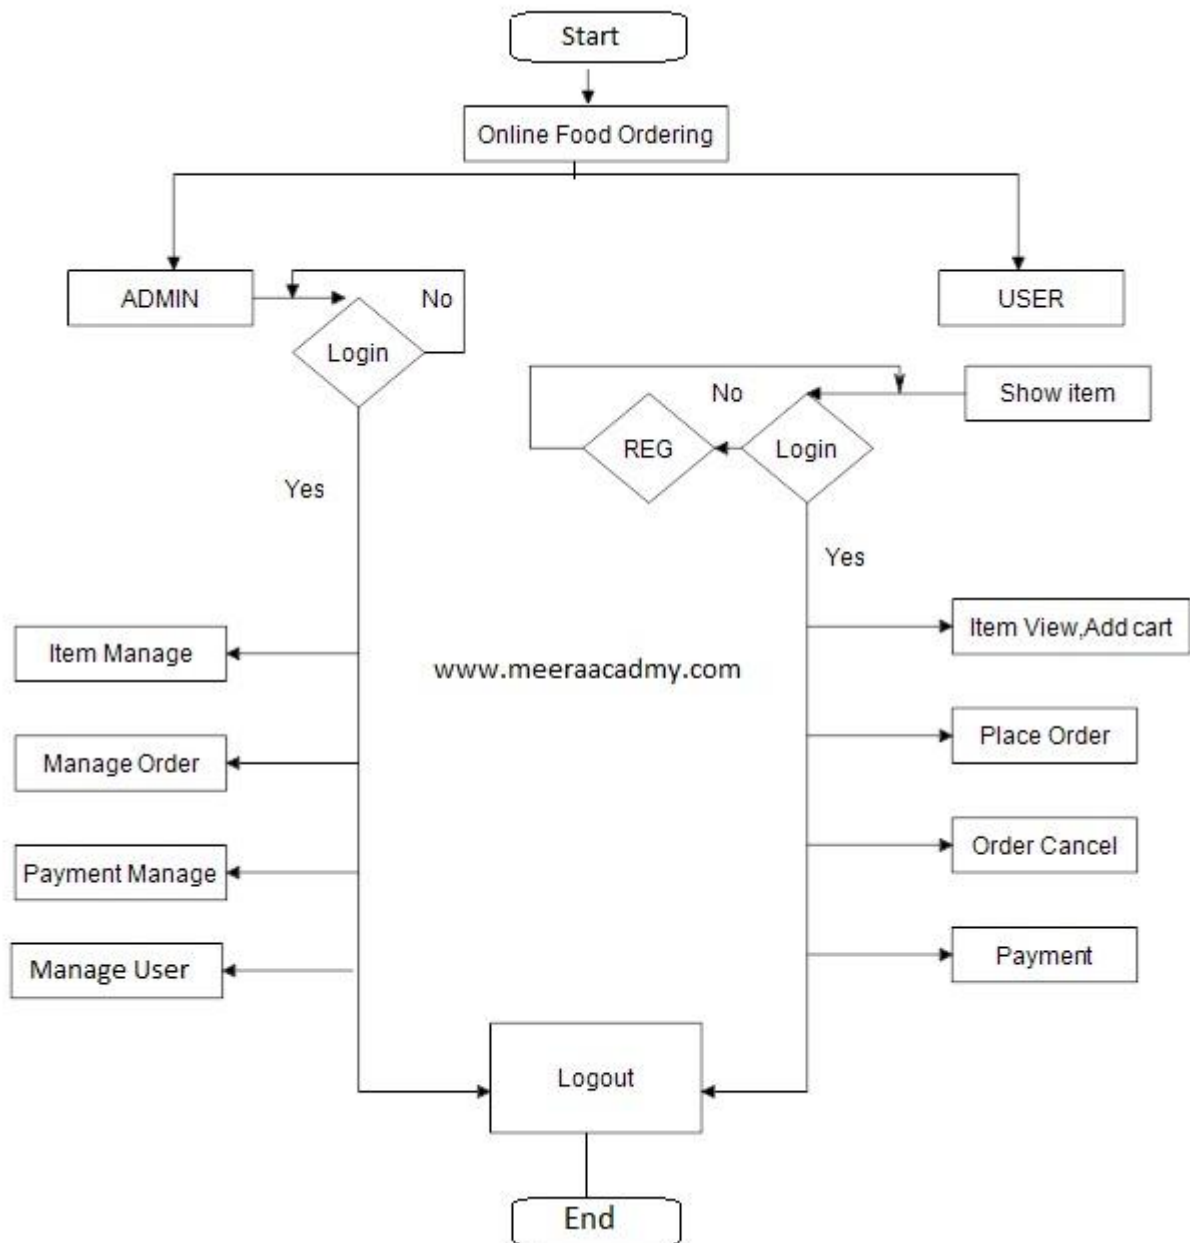 Start
Online Food Ordering
ADMIN
No
Login
USER
Show item
No
REG
Login
Yes
Yes
Item Manage
Item View,Add cart
www.meeraacadmy.com
Manage Order
Place Order
Payment Manage
Order Cancel
Manage User
Payment
Logout
End